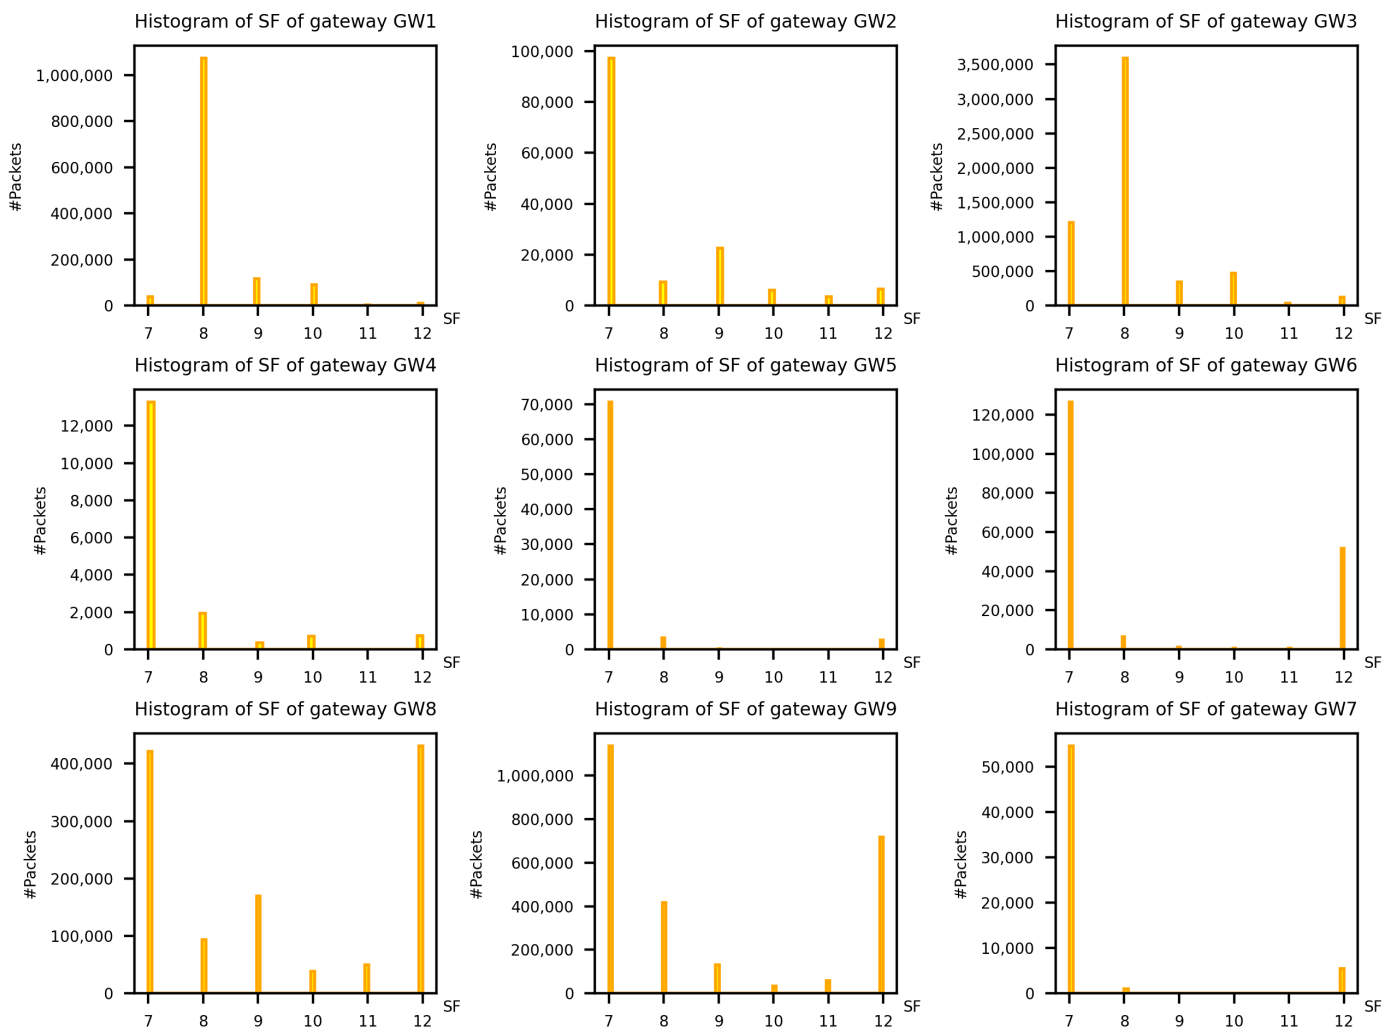 Histogram of SF of gateway GW1
#Packets
1,000,000
800,000
600,000
400,000
200,000
0
7 8 9 10 11 12
SF
Histogram of SF of gateway GW2
#Packets
100,000
80,000
60,000
40,000
20,000
0
7 8 9 10 11 12
SF
Histogram of SF of gateway GW3
#Packets
3,500,000
3,000,000
2,500,000
2,000,000
1,500,000
1,000,000
500,000
0
7 8 9 10 11 12
SF
Histogram of SF of gateway GW4
#Packets
12,000
10,000
8,000
6,000
4,000
2,000
0
7 8 9 10 11 12
SF
Histogram of SF of gateway GW5
#Packets
70,000
60,000
50,000
40,000
30,000
20,000
10,000
0
7 8 9 10 11 12
SF
Histogram of SF of gateway GW6
#Packets
120,000
100,000
80,000
60,000
40,000
20,000
0
7 8 9 10 11 12
SF
Histogram of SF of gateway GW8
#Packets
400,000
300,000
200,000
100,000
0
7 8 9 10 11 12
SF
Histogram of SF of gateway GW9
#Packets
1,000,000
800,000
600,000
400,000
200,000
0
7 8 9 10 11 12
SF
Histogram of SF of gateway GW7
#Packets
50,000
40,000
30,000
20,000
10,000
0
7 8 9 10 11 12
SF